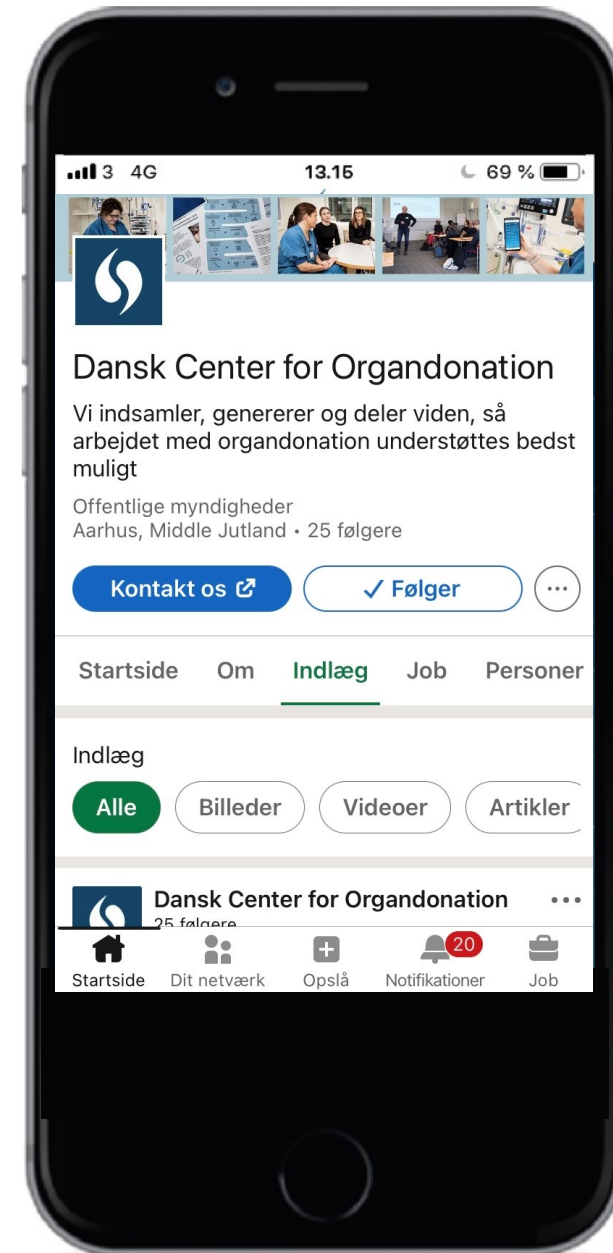 3 4G 13.15 69 %
Dansk Center for Organdonation
Vi indsamler, genererer og deler viden, så
arbejdet med organdonation understøttes bedst
muligt
Offentlige myndigheder
Aarhus, Middle Jutland • 25 følgere
Kontakt os ✓ Følger ...
Startside Om Indlæg Job Personer
Indlæg
Alle Billeder Videoer Artikler
Dansk Center for Organdonation ...
25 følgere
20
Startside Dit netværk Opslå Notifikationer Job